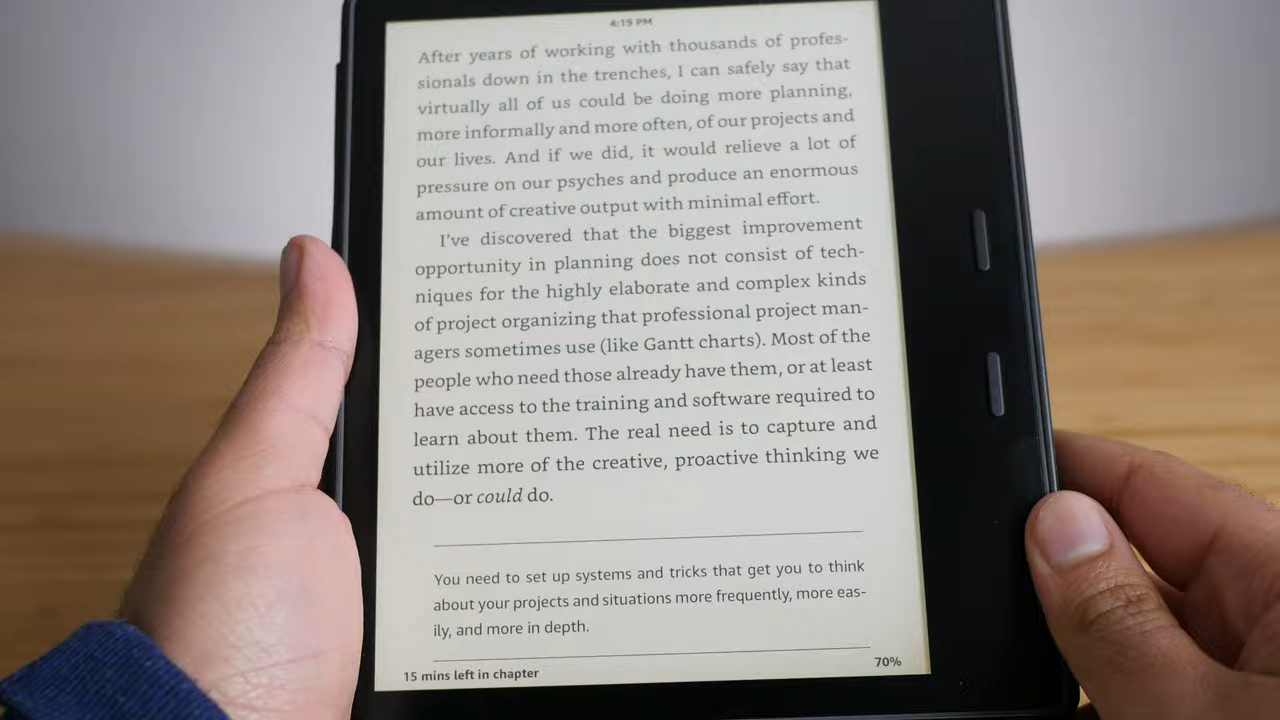 4:19 PM
After years of working with thousands of profes-
sionals down in the trenches, I can safely say that
virtually all of us could be doing more planning,
more informally and more often, of our projects and
our lives. And if we did, it would relieve a lot of
pressure on our psyches and produce an enormous
amount of creative output with minimal effort.
I've discovered that the biggest improvement
opportunity in planning does not consist of tech-
niques for the highly elaborate and complex kinds
of project organizing that professional project man-
agers sometimes use (like Gantt charts). Most of the
people who need those already have them, or at least
have access to the training and software required to
learn about them. The real need is to capture and
utilize more of the creative, proactive thinking we
do—or could do.
You need to set up systems and tricks that get you to think
about your projects and situations more frequently, more eas-
ily, and more in depth.
15 mins left in chapter
70%